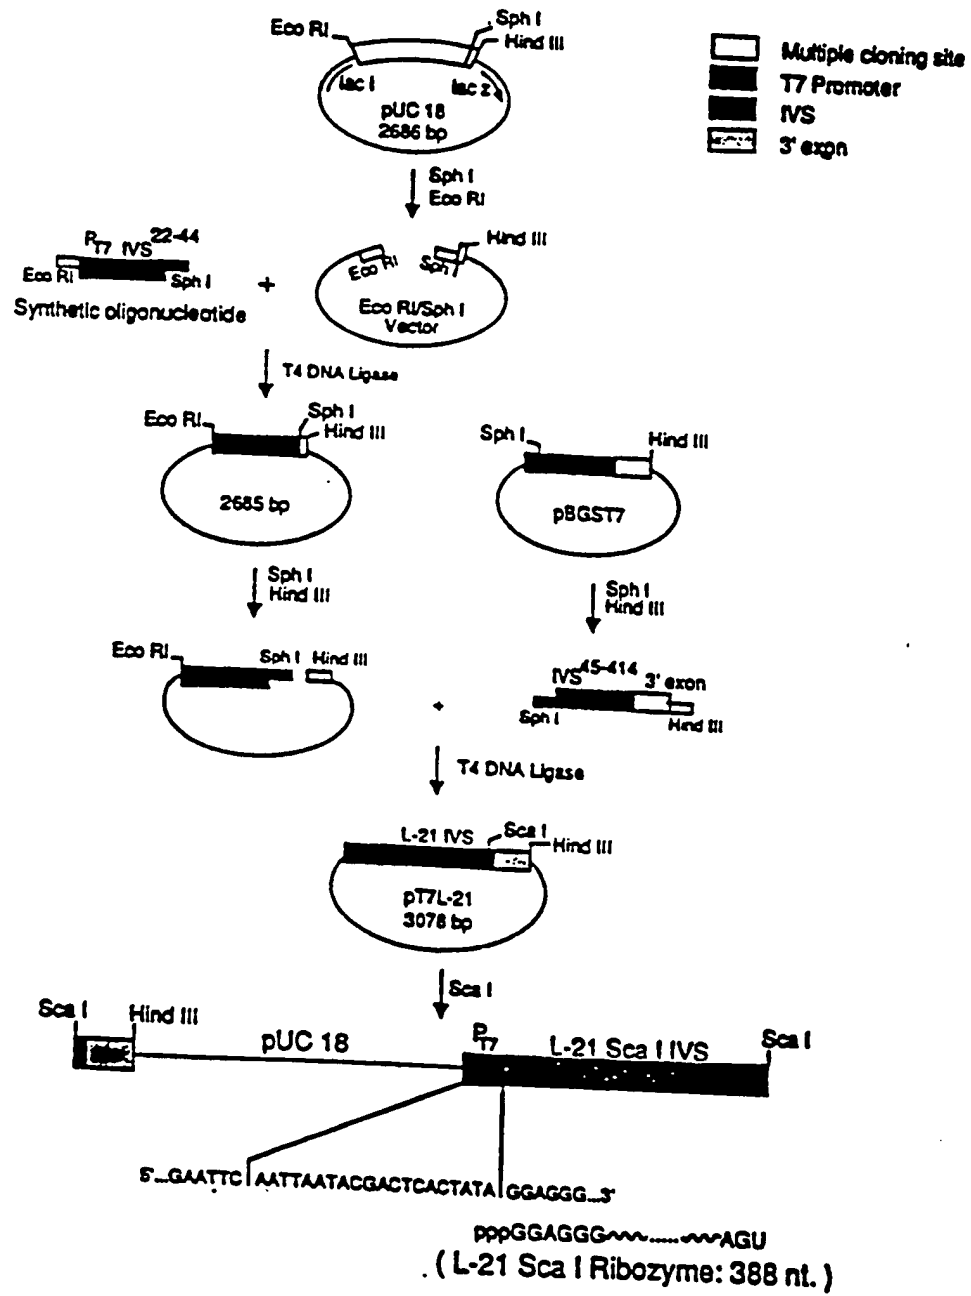 Eco RI
Sph I
Hind III
lac I
lac z
pUC 18
2686 bp
Multiple cloning site
T7 Promoter
IVS
3' exon
Sph I
Eco RI
PT7 IVS22-44
Eco RI
Sph I
Synthetic oligonucleotide
+
Hind III
Eco RI
Sph I
Eco RI/Sph I
Vector
T4 DNA Ligase
Eco RI
Sph I
Hind III
2685 bp
Sph I
Hind III
pBGST7
Sph I
Hind III
Sph I
Hind III
Eco RI
Sph I
Hind III
+
IVS45-414
3' exon
Sph I
Hind III
T4 DNA Ligase
L-21 IVS
Sca I
Hind III
pT7L-21
3078 bp
Sca I
Sca I
Hind III
pUC 18
PT7
L-21 Sca I IVS
Sca I
5'...GAATTC AATTAATACGACTCACTATA GGAGGG...3'
pppGGAGGG~~~......~~~AGU
( L-21 Sca I Ribozyme: 388 nt. )